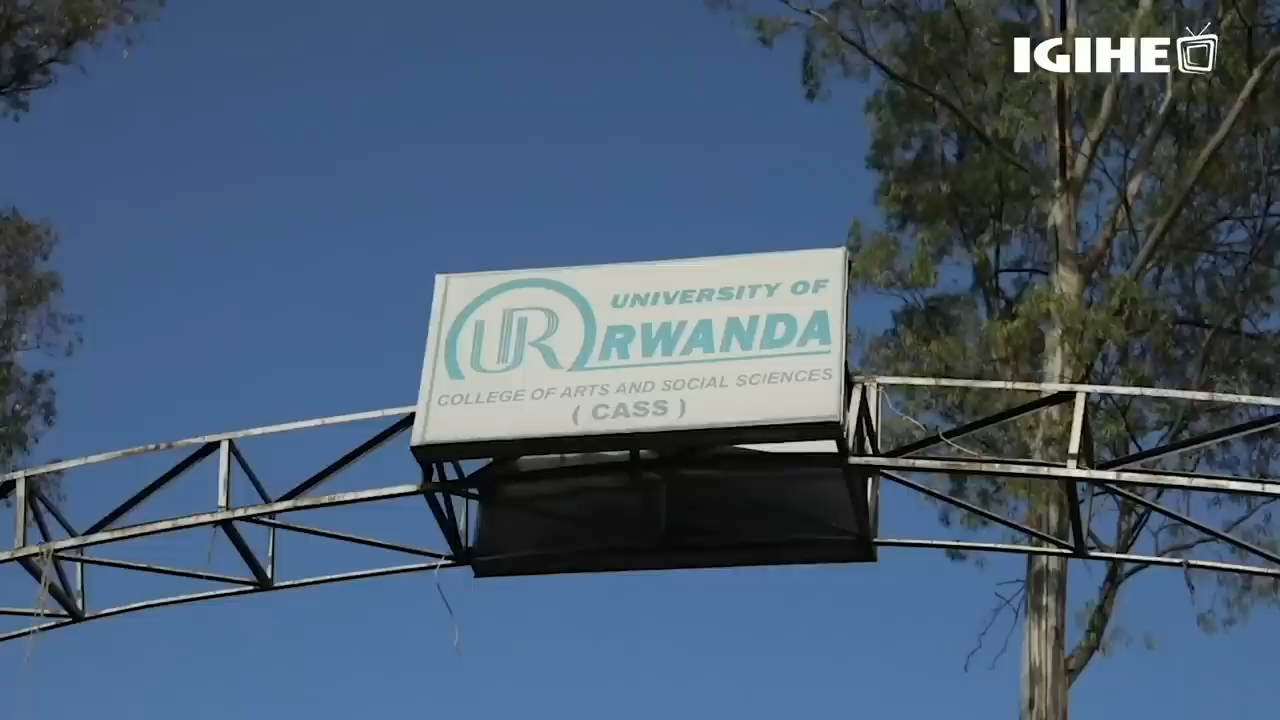 IGIHE
UR
UNIVERSITY OF
RWANDA
COLLEGE OF ARTS AND SOCIAL SCIENCES
( CASS )